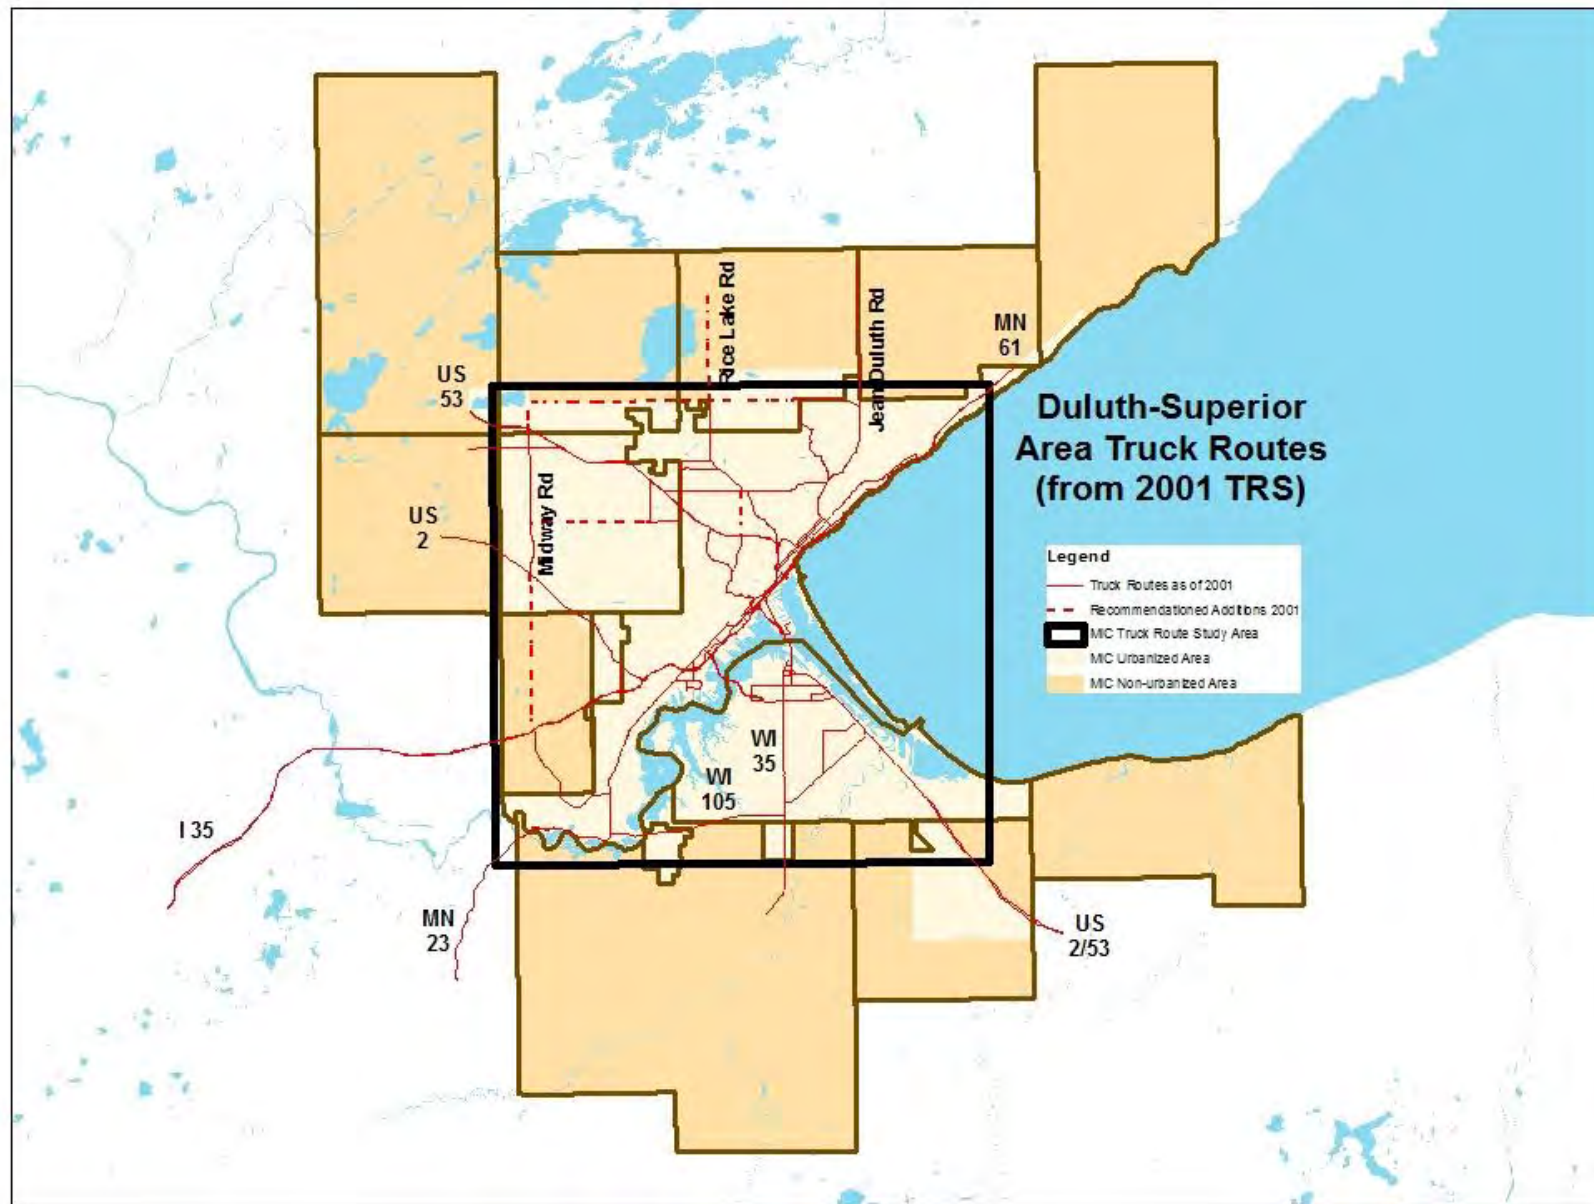 Rice Lake Rd
Jean Duluth Rd
MN
61
US
53
Duluth-Superior
Area Truck Routes
(from 2001 TRS)
Midway Rd
US
2
Legend
Truck Routes as of 2001
Recommendationed Additions 2001
MIC Truck Route Study Area
MIC Urbanized Area
MIC Non-urbanized Area
WI
35
WI
105
I 35
MN
23
US
2/53